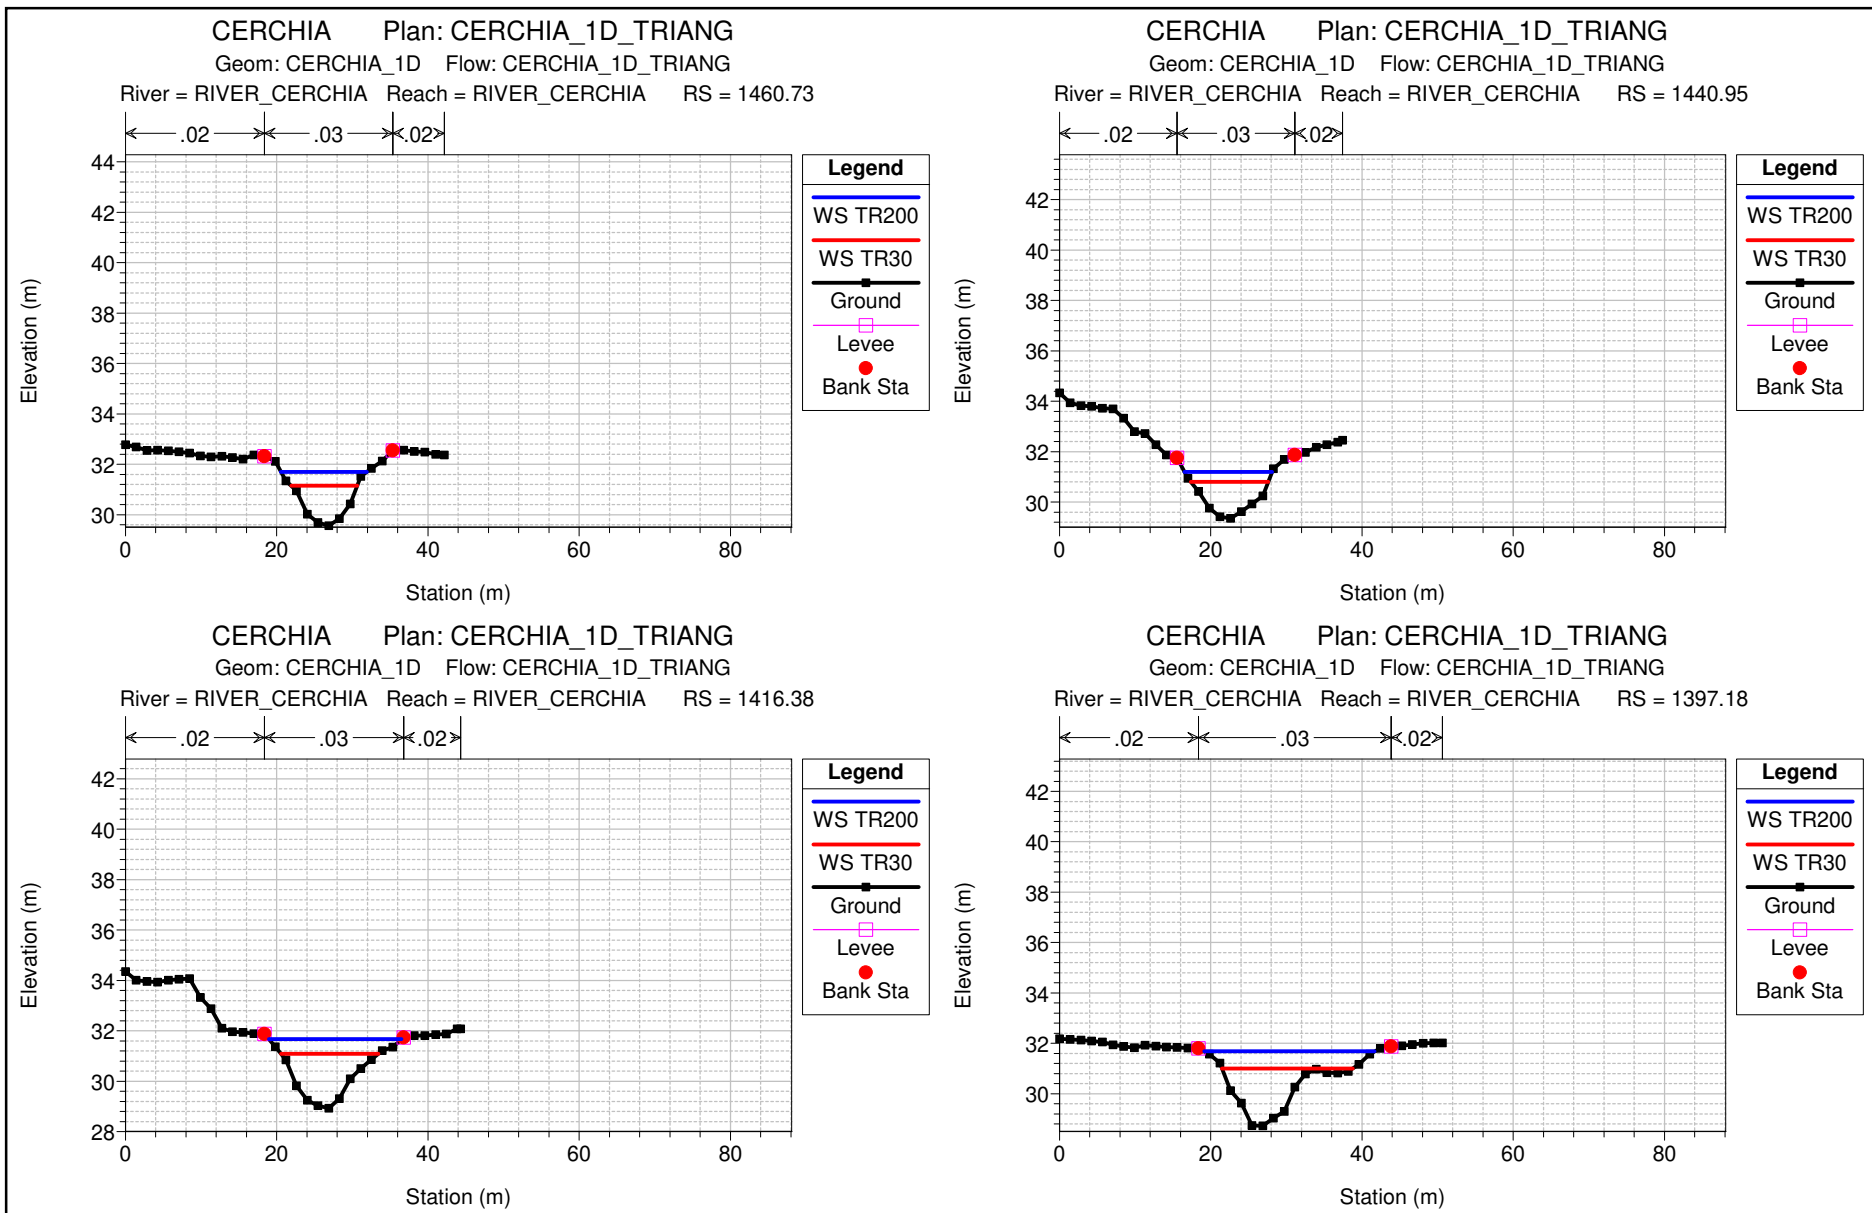 CERCHIA Plan: CERCHIA_1D_TRIANG
Geom: CERCHIA_1D Flow: CERCHIA_1D_TRIANG
River = RIVER_CERCHIA Reach = RIVER_CERCHIA RS = 1460.73
.02 .03 .02
44
42
40
38
36
34
32
30
0 20 40 60 80
Elevation (m)
Station (m)
Legend
WS TR200
WS TR30
Ground
Levee
Bank Sta
CERCHIA Plan: CERCHIA_1D_TRIANG
Geom: CERCHIA_1D Flow: CERCHIA_1D_TRIANG
River = RIVER_CERCHIA Reach = RIVER_CERCHIA RS = 1440.95
.02 .03 .02
42
40
38
36
34
32
30
0 20 40 60 80
Elevation (m)
Station (m)
Legend
WS TR200
WS TR30
Ground
Levee
Bank Sta
CERCHIA Plan: CERCHIA_1D_TRIANG
Geom: CERCHIA_1D Flow: CERCHIA_1D_TRIANG
River = RIVER_CERCHIA Reach = RIVER_CERCHIA RS = 1416.38
.02 .03 .02
42
40
38
36
34
32
30
28
0 20 40 60 80
Elevation (m)
Station (m)
Legend
WS TR200
WS TR30
Ground
Levee
Bank Sta
CERCHIA Plan: CERCHIA_1D_TRIANG
Geom: CERCHIA_1D Flow: CERCHIA_1D_TRIANG
River = RIVER_CERCHIA Reach = RIVER_CERCHIA RS = 1397.18
.02 .03 .02
42
40
38
36
34
32
30
0 20 40 60 80
Elevation (m)
Station (m)
Legend
WS TR200
WS TR30
Ground
Levee
Bank Sta